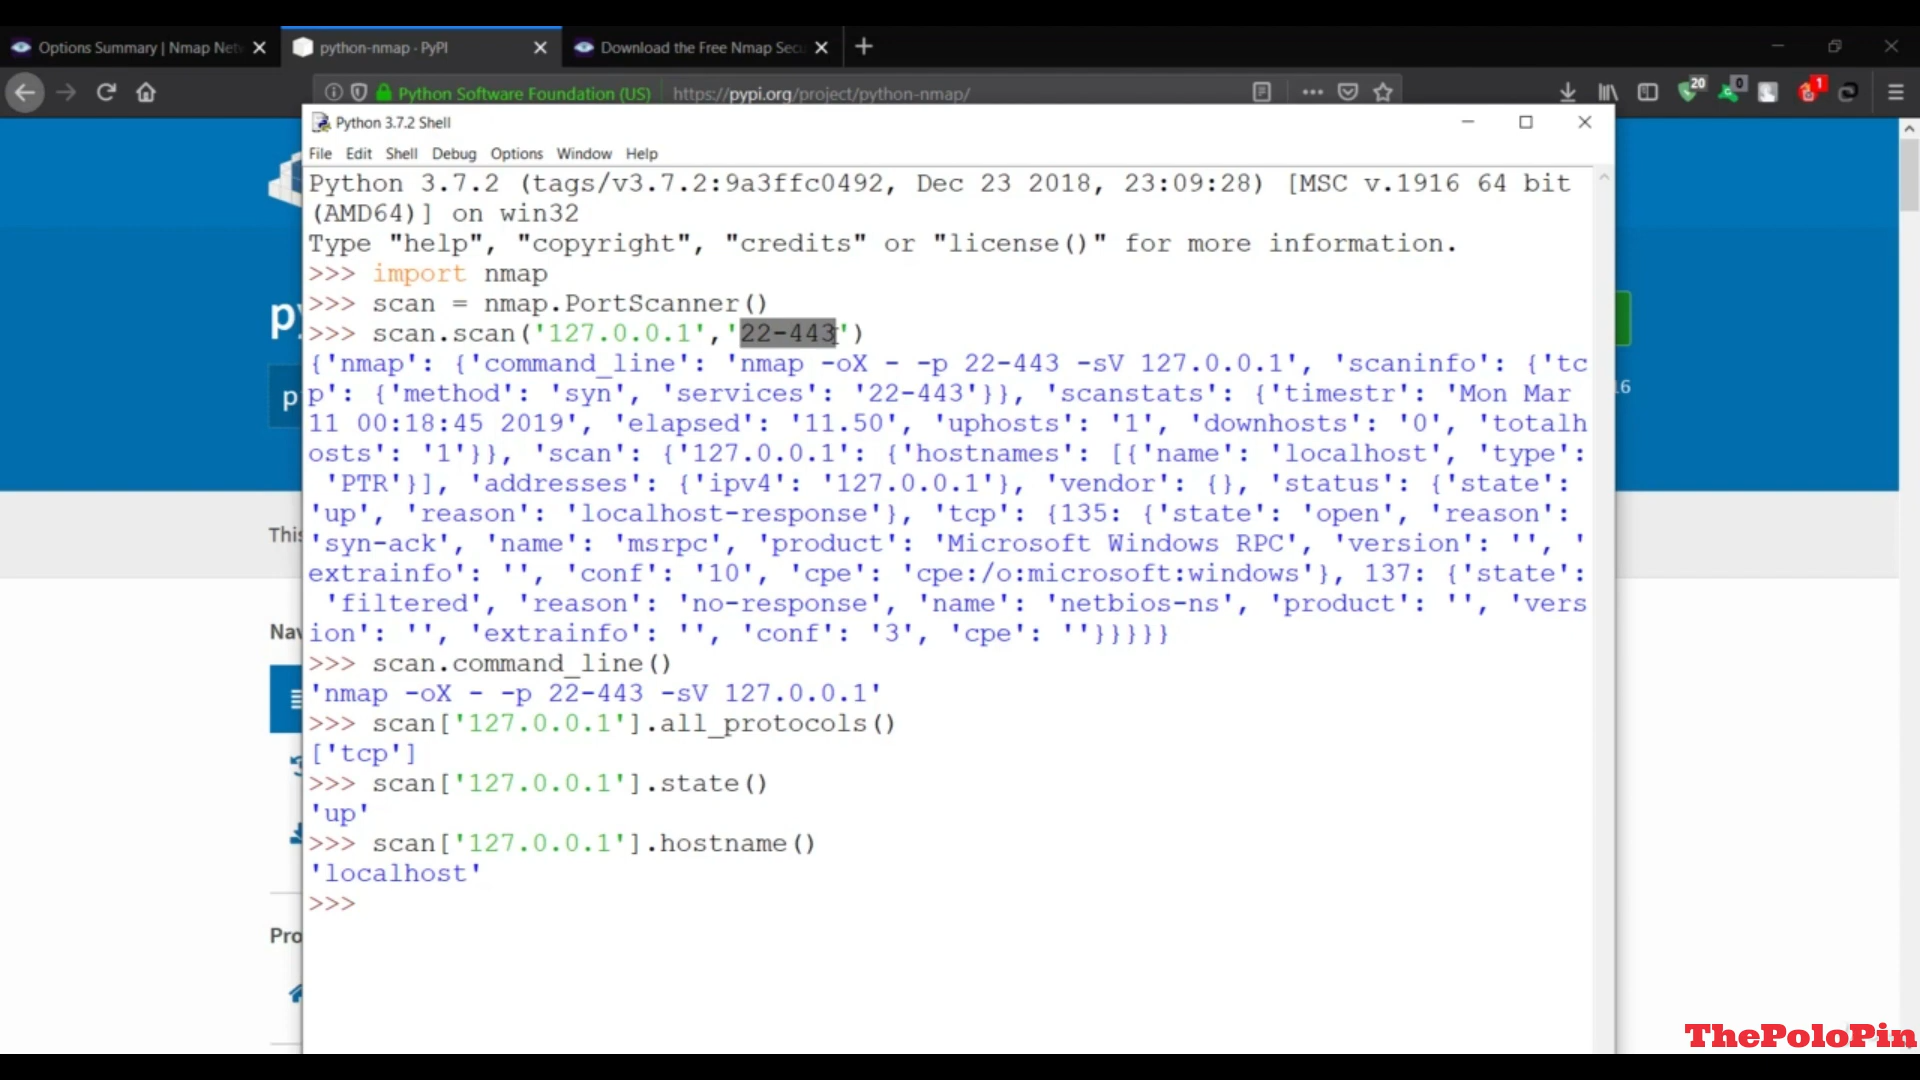 Options Summary | Nmap Net
python-nmap · PyPI
Download the Free Nmap Secu
Python Software Foundation (US)
https://pypi.org/project/python-nmap/
20
0
1
Python 3.7.2 Shell
File Edit Shell Debug Options Window Help
Python 3.7.2 (tags/v3.7.2:9a3ffc0492, Dec 23 2018, 23:09:28) [MSC v.1916 64 bit
(AMD64)] on win32
Type "help", "copyright", "credits" or "license()" for more information.
>>> import nmap
>>> scan = nmap.PortScanner()
>>> scan.scan('127.0.0.1','22-443')
{'nmap': {'command_line': 'nmap -oX - -p 22-443 -sV 127.0.0.1', 'scaninfo': {'tc
p': {'method': 'syn', 'services': '22-443'}}, 'scanstats': {'timestr': 'Mon Mar
11 00:18:45 2019', 'elapsed': '11.50', 'uphosts': '1', 'downhosts': '0', 'totalh
osts': '1'}}, 'scan': {'127.0.0.1': {'hostnames': [{'name': 'localhost', 'type':
'PTR'}], 'addresses': {'ipv4': '127.0.0.1'}, 'vendor': {}, 'status': {'state':
'up', 'reason': 'localhost-response'}, 'tcp': {135: {'state': 'open', 'reason':
'syn-ack', 'name': 'msrpc', 'product': 'Microsoft Windows RPC', 'version': '', '
extrainfo': '', 'conf': '10', 'cpe': 'cpe:/o:microsoft:windows'}, 137: {'state':
'filtered', 'reason': 'no-response', 'name': 'netbios-ns', 'product': '', 'vers
ion': '', 'extrainfo': '', 'conf': '3', 'cpe': ''}}}}}
>>> scan.command_line()
'nmap -oX - -p 22-443 -sV 127.0.0.1'
>>> scan['127.0.0.1'].all_protocols()
['tcp']
>>> scan['127.0.0.1'].state()
'up'
>>> scan['127.0.0.1'].hostname()
'localhost'
>>>
py
p
16
This
Nav
Pro
ThePoloPin